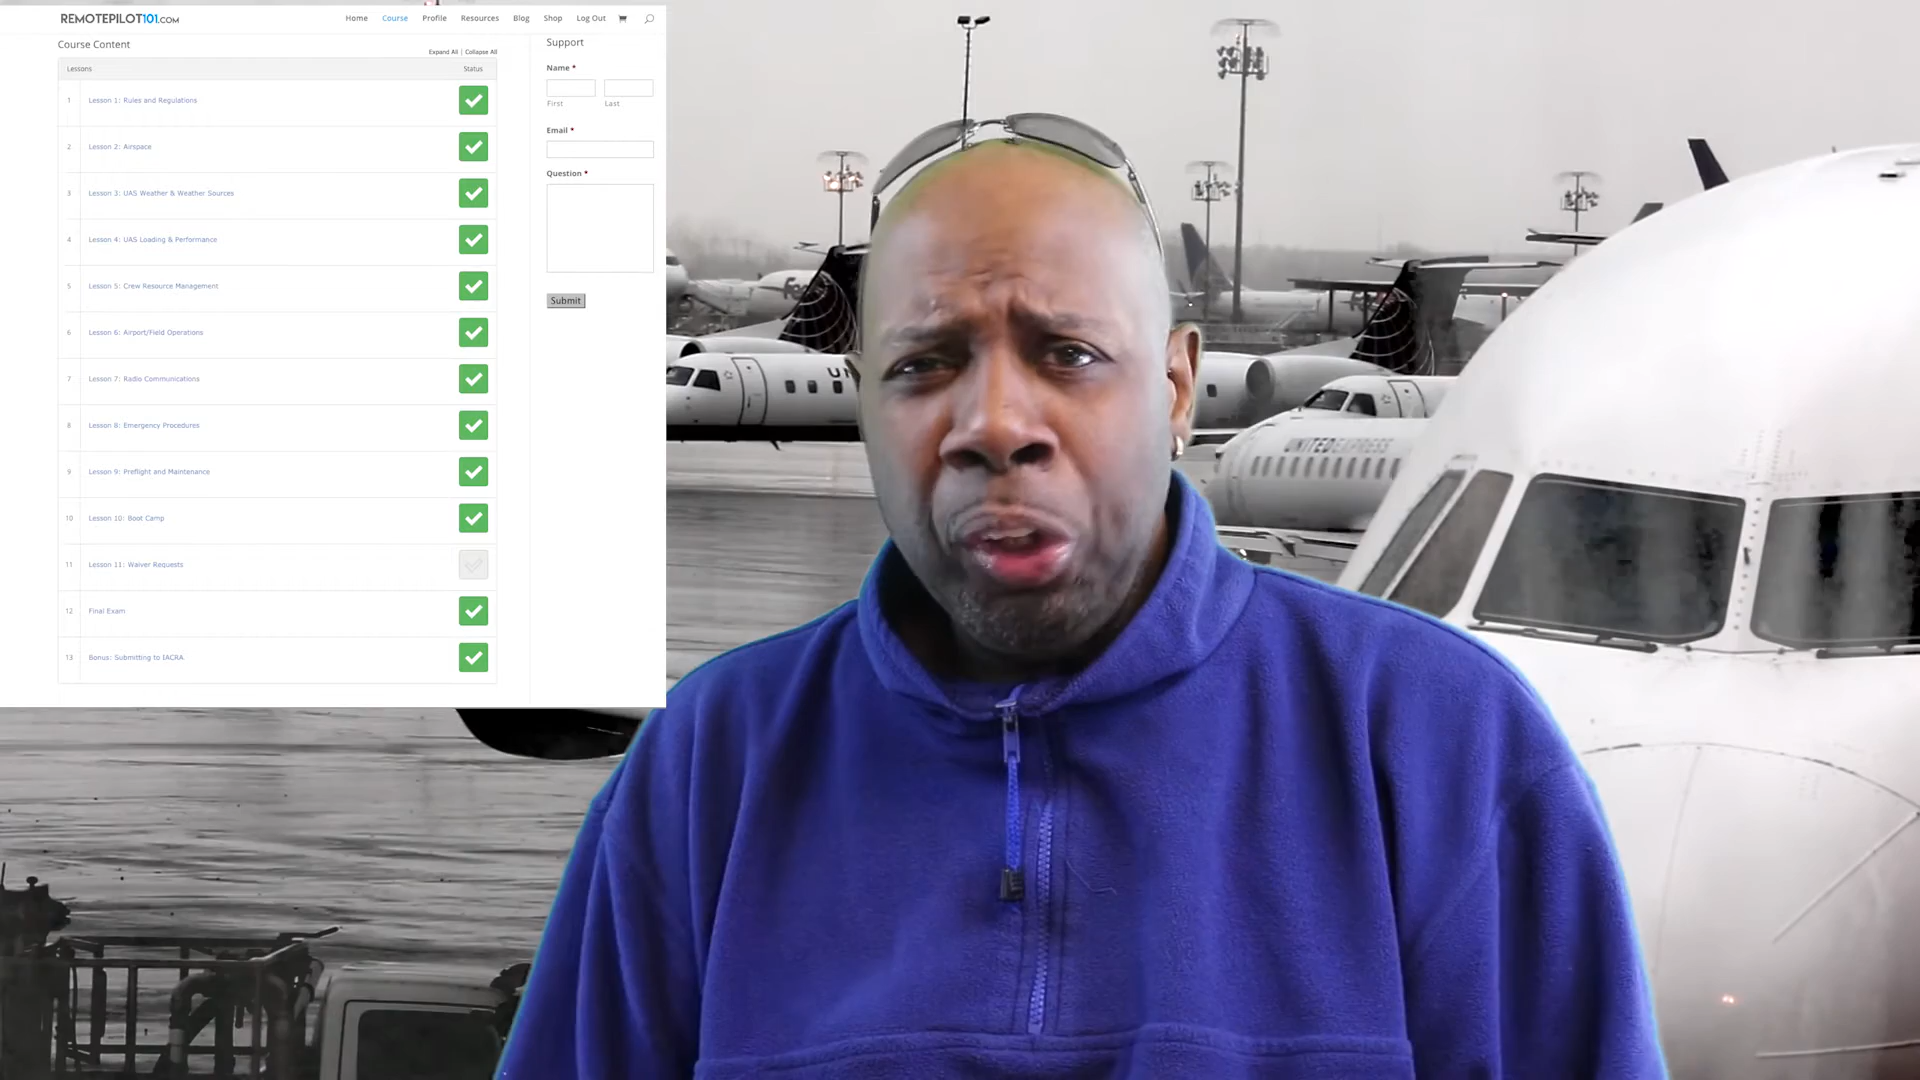 REMOTEPILOT101.COM
Home Course Profile Resources Blog Shop Log Out
Course Content
Expand All | Collapse All
Lessons Status
1 Lesson 1: Rules and Regulations
2 Lesson 2: Airspace
3 Lesson 3: UAS Weather & Weather Sources
4 Lesson 4: UAS Loading & Performance
5 Lesson 5: Crew Resource Management
6 Lesson 6: Airport/Field Operations
7 Lesson 7: Radio Communications
8 Lesson 8: Emergency Procedures
9 Lesson 9: Preflight and Maintenance
10 Lesson 10: Boot Camp
11 Lesson 11: Waiver Requests
12 Final Exam
13 Bonus: Submitting to IACRA
Support
Name *
First Last
Email *
Question *
Submit
UN
UNITED EXPRESS